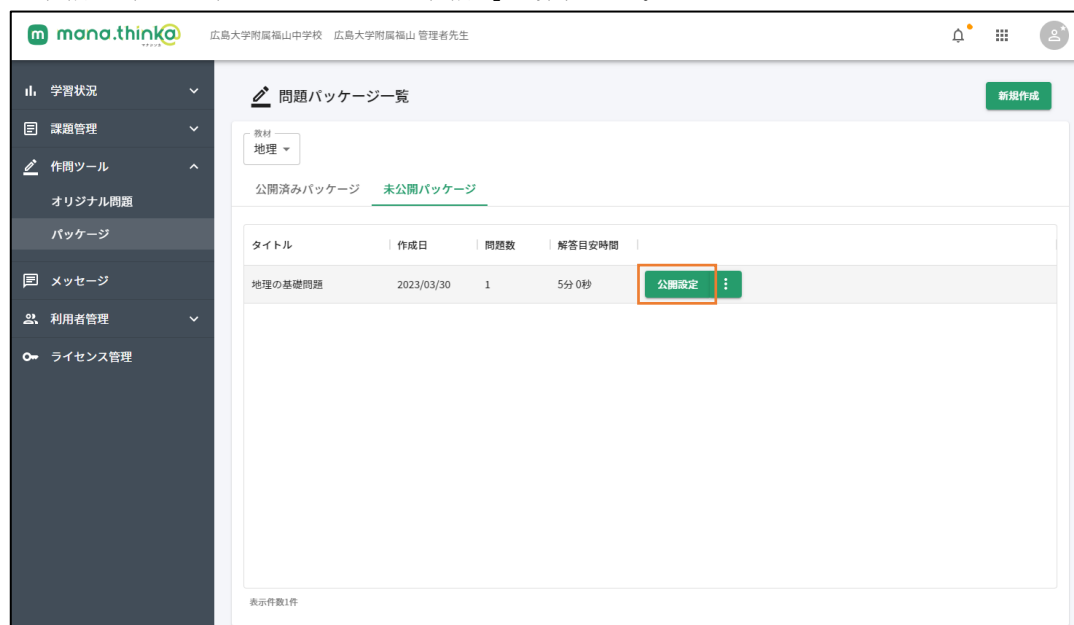 mana.thinka
マナシンカ
広島大学附属福山中学校 広島大学附属福山 管理者先生
学習状況
課題管理
作問ツール
オリジナル問題
パッケージ
メッセージ
利用者管理
ライセンス管理
問題パッケージ一覧
新規作成
教材
地理
公開済みパッケージ 未公開パッケージ
タイトル 作成日 問題数 解答目安時間
地理の基礎問題 2023/03/30 1 5分 0秒 公開設定
表示件数1件